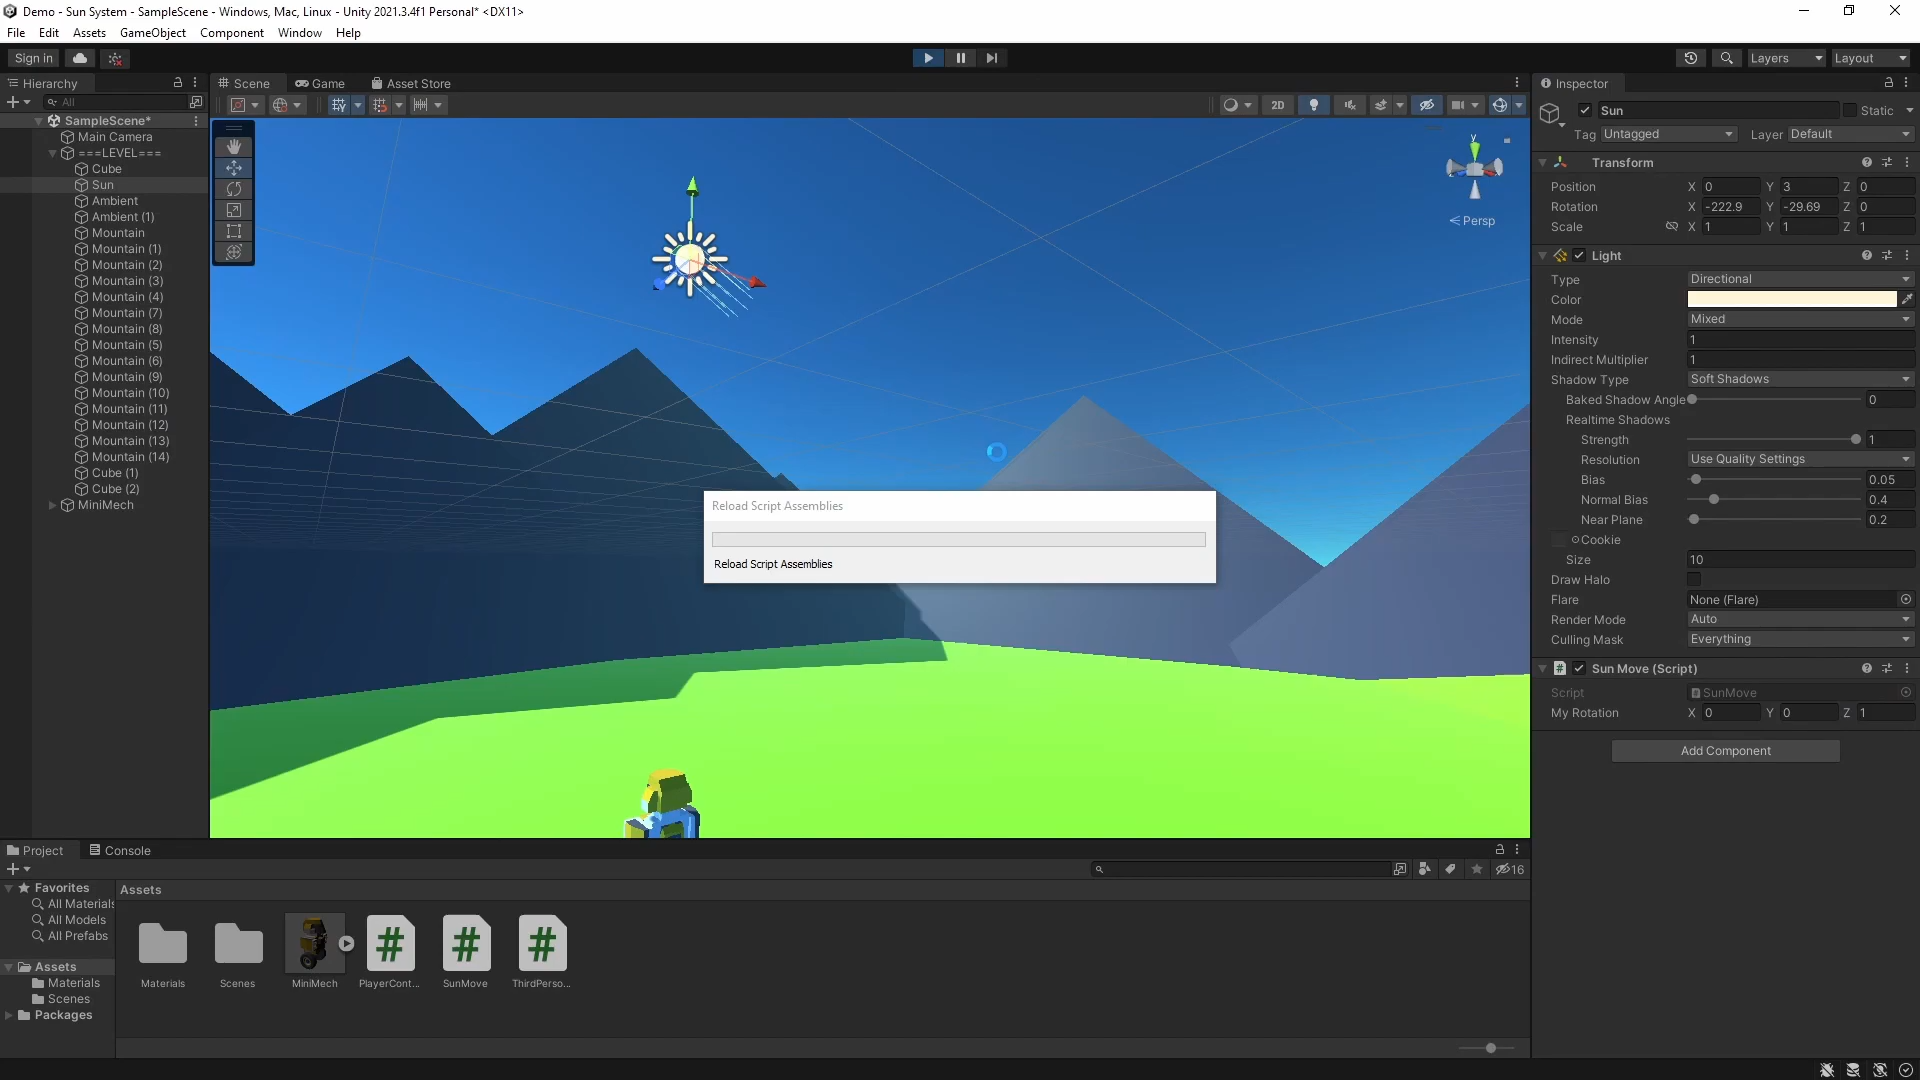 Demo - Sun System - SampleScene - Windows, Mac, Linux - Unity 2021.3.4f1 Personal* <DX11>
File Edit Assets GameObject Component Window Help
Sign in
Layers
Layout
Hierarchy
All
SampleScene*
Main Camera
===LEVEL===
Cube
Sun
Ambient
Ambient (1)
Mountain
Mountain (1)
Mountain (2)
Mountain (3)
Mountain (4)
Mountain (7)
Mountain (8)
Mountain (5)
Mountain (6)
Mountain (9)
Mountain (10)
Mountain (11)
Mountain (12)
Mountain (13)
Mountain (14)
Cube (1)
Cube (2)
MiniMech
Scene Game Asset Store
2D
y
< Persp
Reload Script Assemblies
Reload Script Assemblies
Inspector
Sun
Static
Tag Untagged Layer Default
Transform
Position X 0 Y 3 Z 0
Rotation X -222.9 Y -29.69 Z 0
Scale X 1 Y 1 Z 1
Light
Type Directional
Color
Mode Mixed
Intensity 1
Indirect Multiplier 1
Shadow Type Soft Shadows
Baked Shadow Angle 0
Realtime Shadows
Strength 1
Resolution Use Quality Settings
Bias 0.05
Normal Bias 0.4
Near Plane 0.2
Cookie
Size 10
Draw Halo
Flare None (Flare)
Render Mode Auto
Culling Mask Everything
# Sun Move (Script)
Script SunMove
My Rotation X 0 Y 0 Z 1
Add Component
Project Console
16
Favorites
All Materials
All Models
All Prefabs
Assets
Materials
Scenes
Packages
Assets
# # #
Materials Scenes MiniMech PlayerCont... SunMove ThirdPerso...